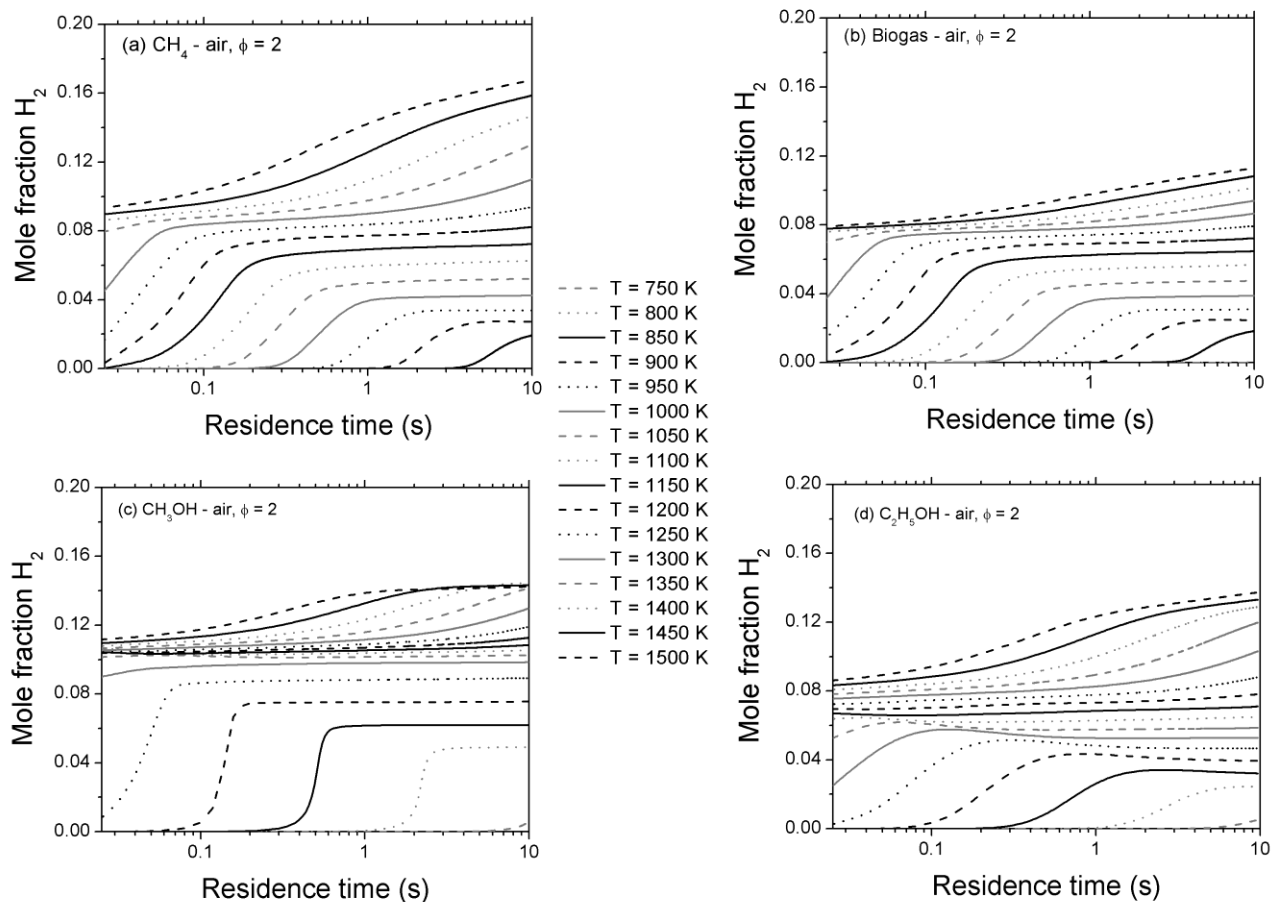 (a) CH4 - air, ϕ = 2
0.20
0.16
0.12
0.08
0.04
0.00
Mole fraction H2
0.1
1
10
Residence time (s)
(b) Biogas - air, ϕ = 2
0.20
0.16
0.12
0.08
0.04
0.00
Mole fraction H2
0.1
1
10
Residence time (s)
T = 750 K
T = 800 K
T = 850 K
T = 900 K
T = 950 K
T = 1000 K
T = 1050 K
T = 1100 K
T = 1150 K
T = 1200 K
T = 1250 K
T = 1300 K
T = 1350 K
T = 1400 K
T = 1450 K
T = 1500 K
(c) CH3OH - air, ϕ = 2
0.20
0.16
0.12
0.08
0.04
0.00
Mole fraction H2
0.1
1
10
Residence time (s)
(d) C2H5OH - air, ϕ = 2
0.20
0.16
0.12
0.08
0.04
0.00
Mole fraction H2
0.1
1
10
Residence time (s)